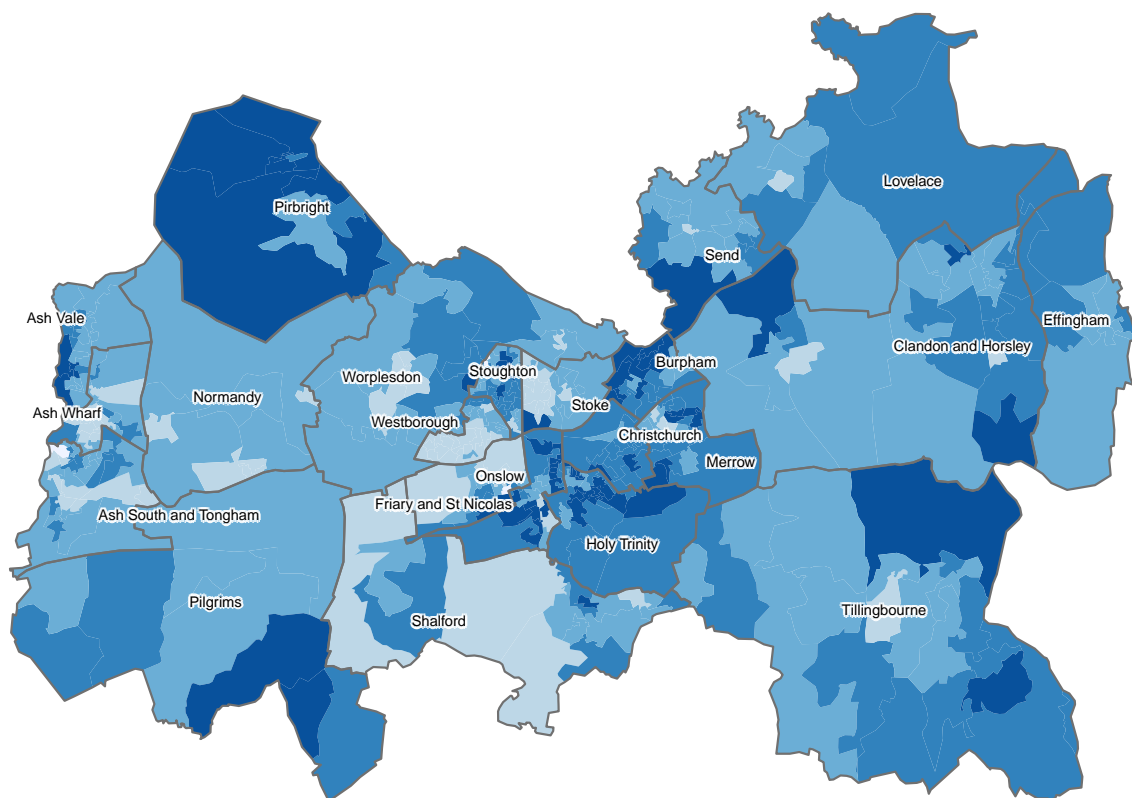 Lovelace
Pirbright
Send
Ash Vale
Effingham
Clandon and Horsley
Burpham
Stoughton
Worplesdon
Normandy
Stoke
Ash Wharf
Westborough
Christchurch
Merrow
Onslow
Friary and St Nicolas
Ash South and Tongham
Holy Trinity
Pilgrims
Tillingbourne
Shalford